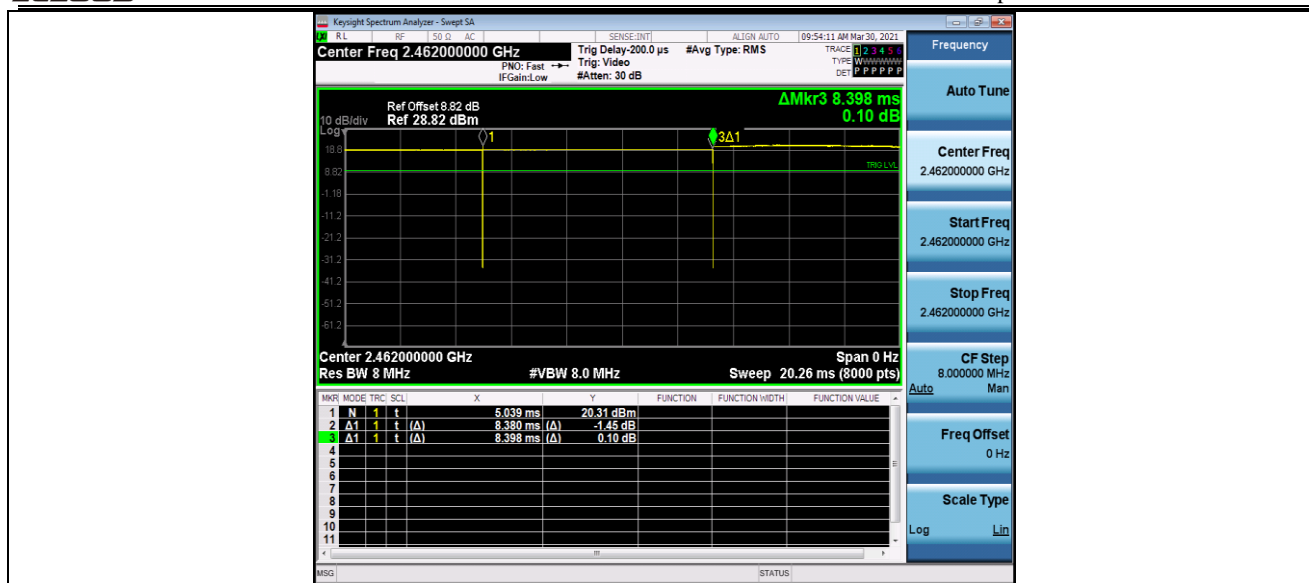 Keysight Spectrum Analyzer - Swept SA
RL RF 50 Ω AC SENSE:INT ALIGN AUTO 09:54:11 AM Mar 30, 2021
Center Freq 2.462000000 GHz
PNO: Fast
IFGain:Low
Trig Delay-200.0 µs
Trig: Video
#Atten: 30 dB
#Avg Type: RMS
TRACE 1 2 3 4 5 6
TYPE WWWWWW
DET P P P P P P
ΔMkr3 8.398 ms
0.10 dB
Ref Offset 8.82 dB
10 dB/div Ref 28.82 dBm
Log
1
3Δ1
18.8
8.82
TRIG LVL
-1.18
-11.2
-21.2
-31.2
-41.2
-51.2
-61.2
Center 2.462000000 GHz Span 0 Hz
Res BW 8 MHz #VBW 8.0 MHz Sweep 20.26 ms (8000 pts)
MKR MODE TRC SCL X Y FUNCTION FUNCTION WIDTH FUNCTION VALUE
1 N 1 t 5.039 ms 20.31 dBm
2 Δ1 1 t (Δ) 8.380 ms (Δ) -1.45 dB
3 Δ1 1 t (Δ) 8.398 ms (Δ) 0.10 dB
4
5
6
7
8
9
10
11
MSG STATUS
Frequency
Auto Tune
Center Freq
2.462000000 GHz
Start Freq
2.462000000 GHz
Stop Freq
2.462000000 GHz
CF Step
8.000000 MHz
Auto Man
Freq Offset
0 Hz
Scale Type
Log Lin